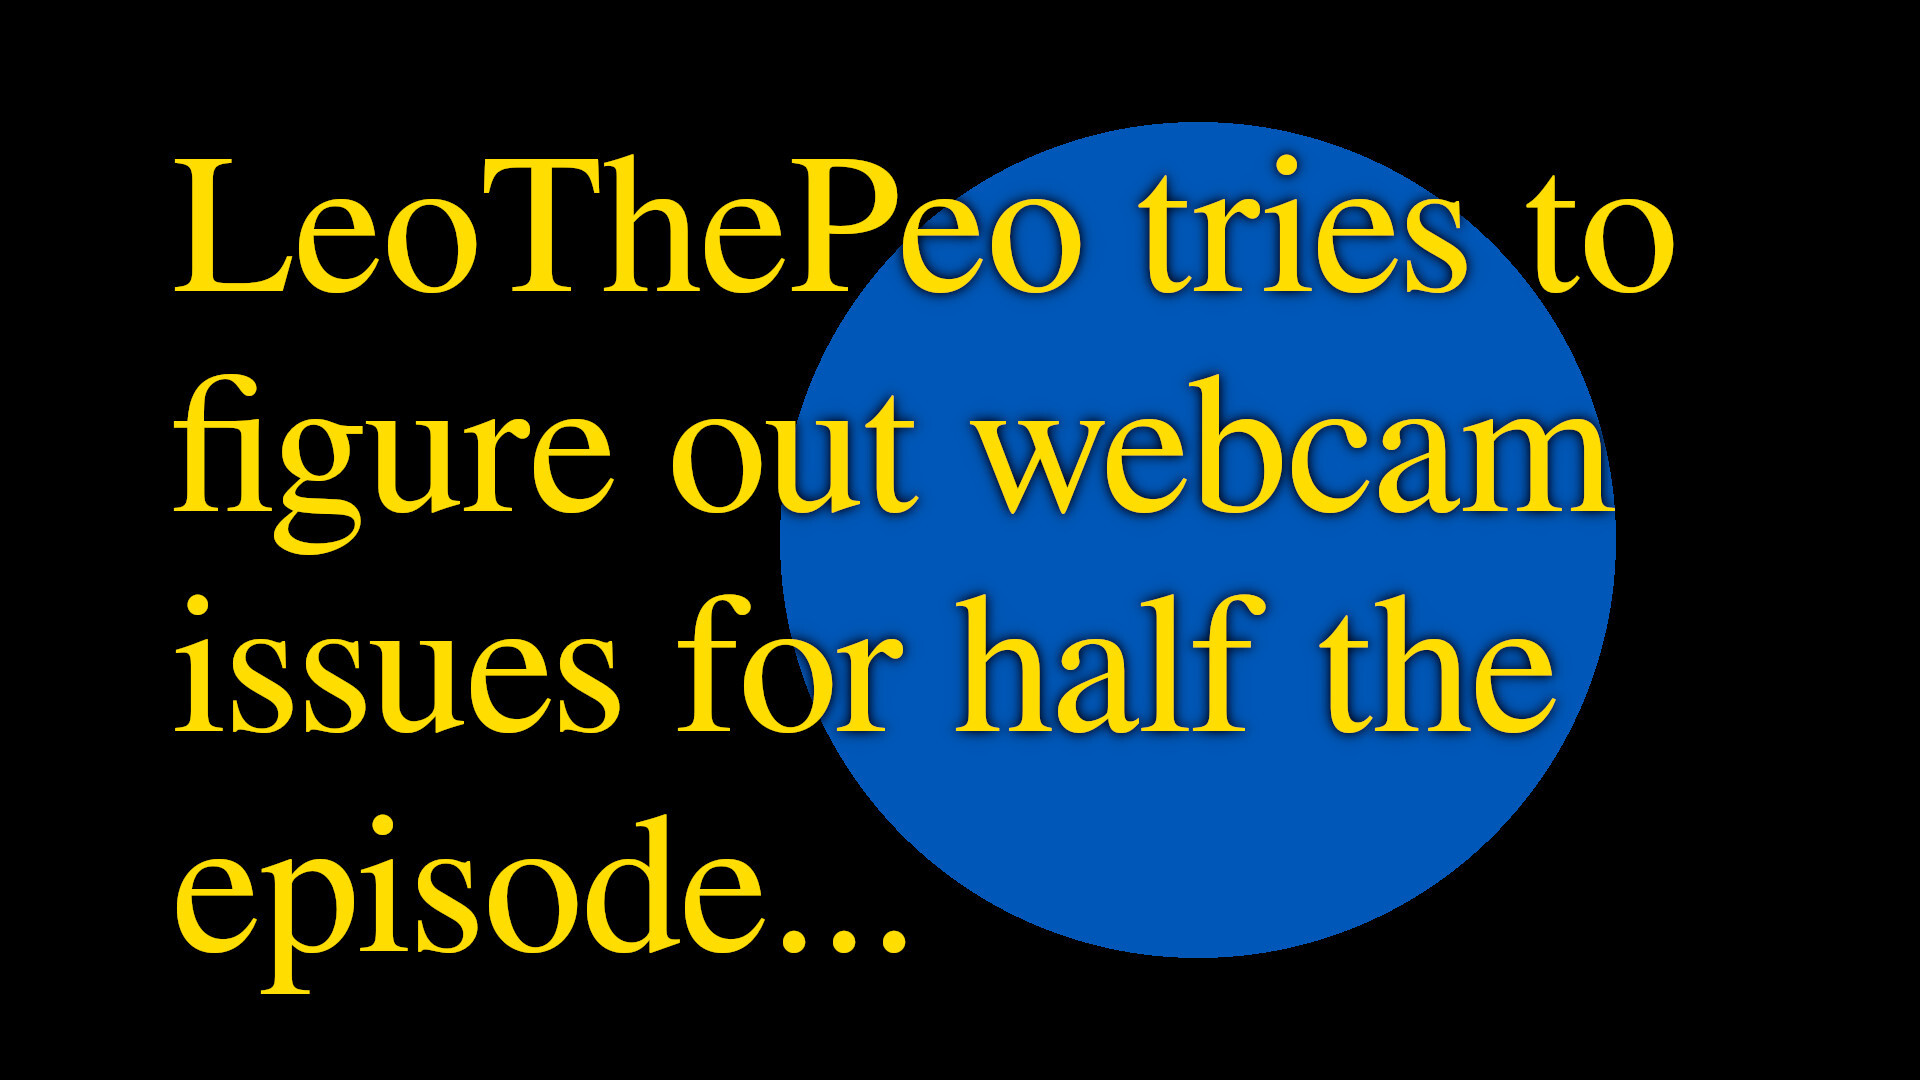 LeoThePeo tries to
figure out webcam
issues for half the
episode...